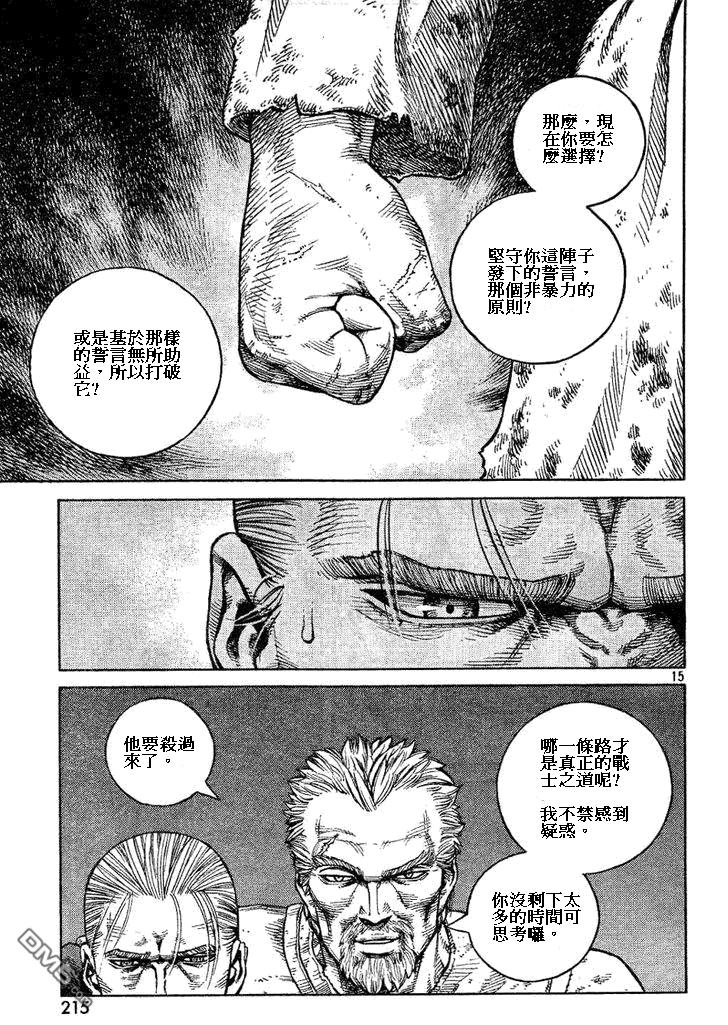 那麼，現
在你要怎
麼選擇?
堅守你這陣子
發下的誓言，
那個非暴力的
原則?
或是基於那樣
的誓言無所助
益，所以打破
它?
15
哪一條路才
是真正的戰
士之道呢?
我不禁感到
疑惑。
你沒剩下太
多的時間可
思考囉。
他要殺過
來了。
215